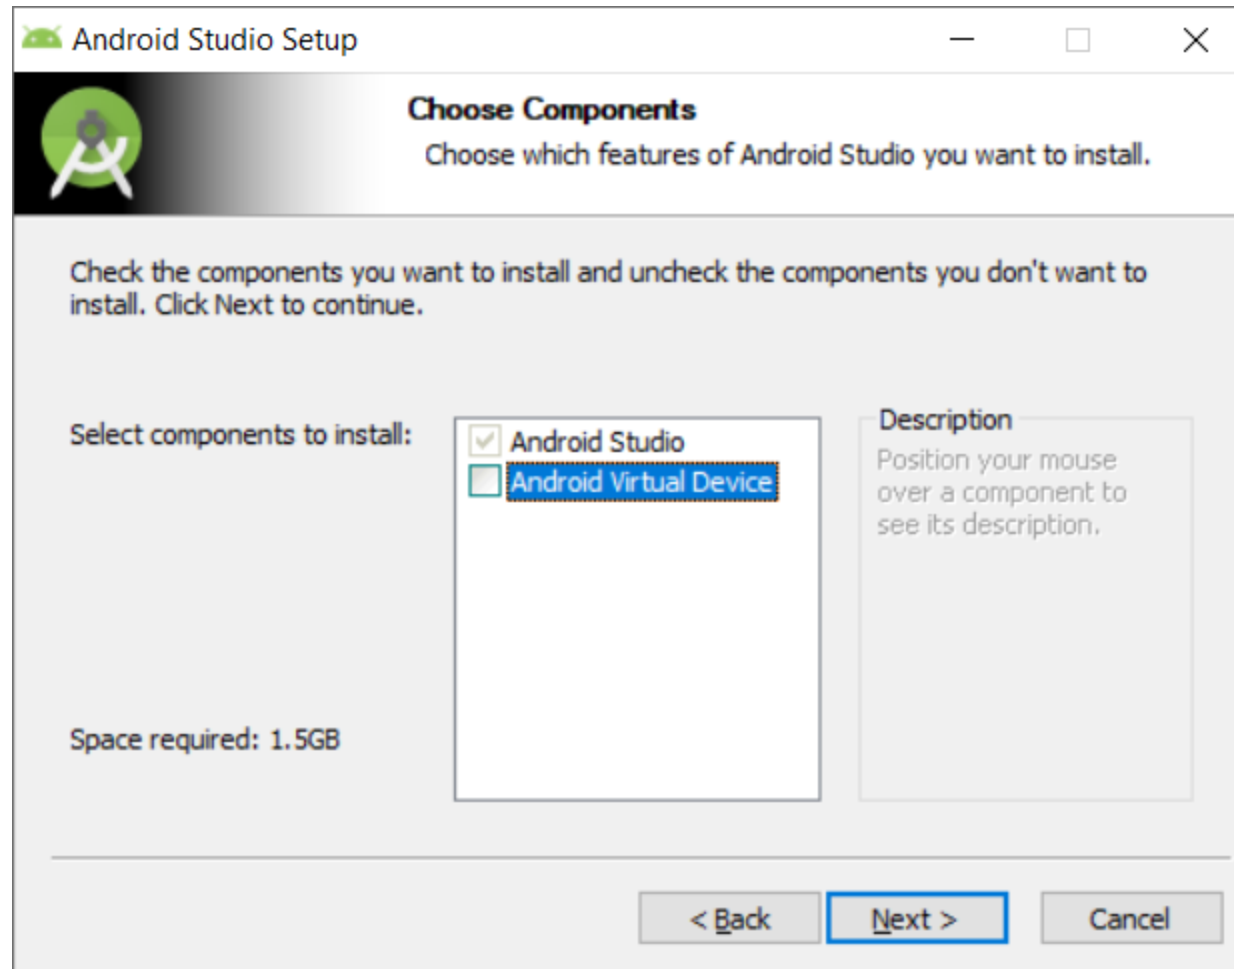 Android Studio Setup
Choose Components
Choose which features of Android Studio you want to install.
Check the components you want to install and uncheck the components you don't want to
install. Click Next to continue.
Select components to install:
Android Studio
Android Virtual Device
Description
Position your mouse
over a component to
see its description.
Space required: 1.5GB
< Back
Next >
Cancel